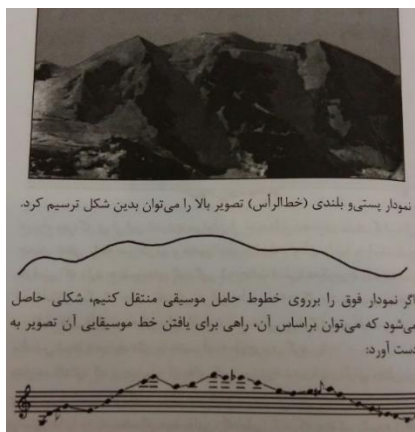 نمودار پستی‌و بلندی (خط‌الرأس) تصویر بالا را می‌توان بدین شکل ترسیم کرد.
اگر نمودار فوق را برروی خطوط حامل موسیقی منتقل کنیم، شکلی حاصل
می‌شود که می‌توان براساس آن، راهی برای یافتن خط موسیقایی آن تصویر به
دست آورد: